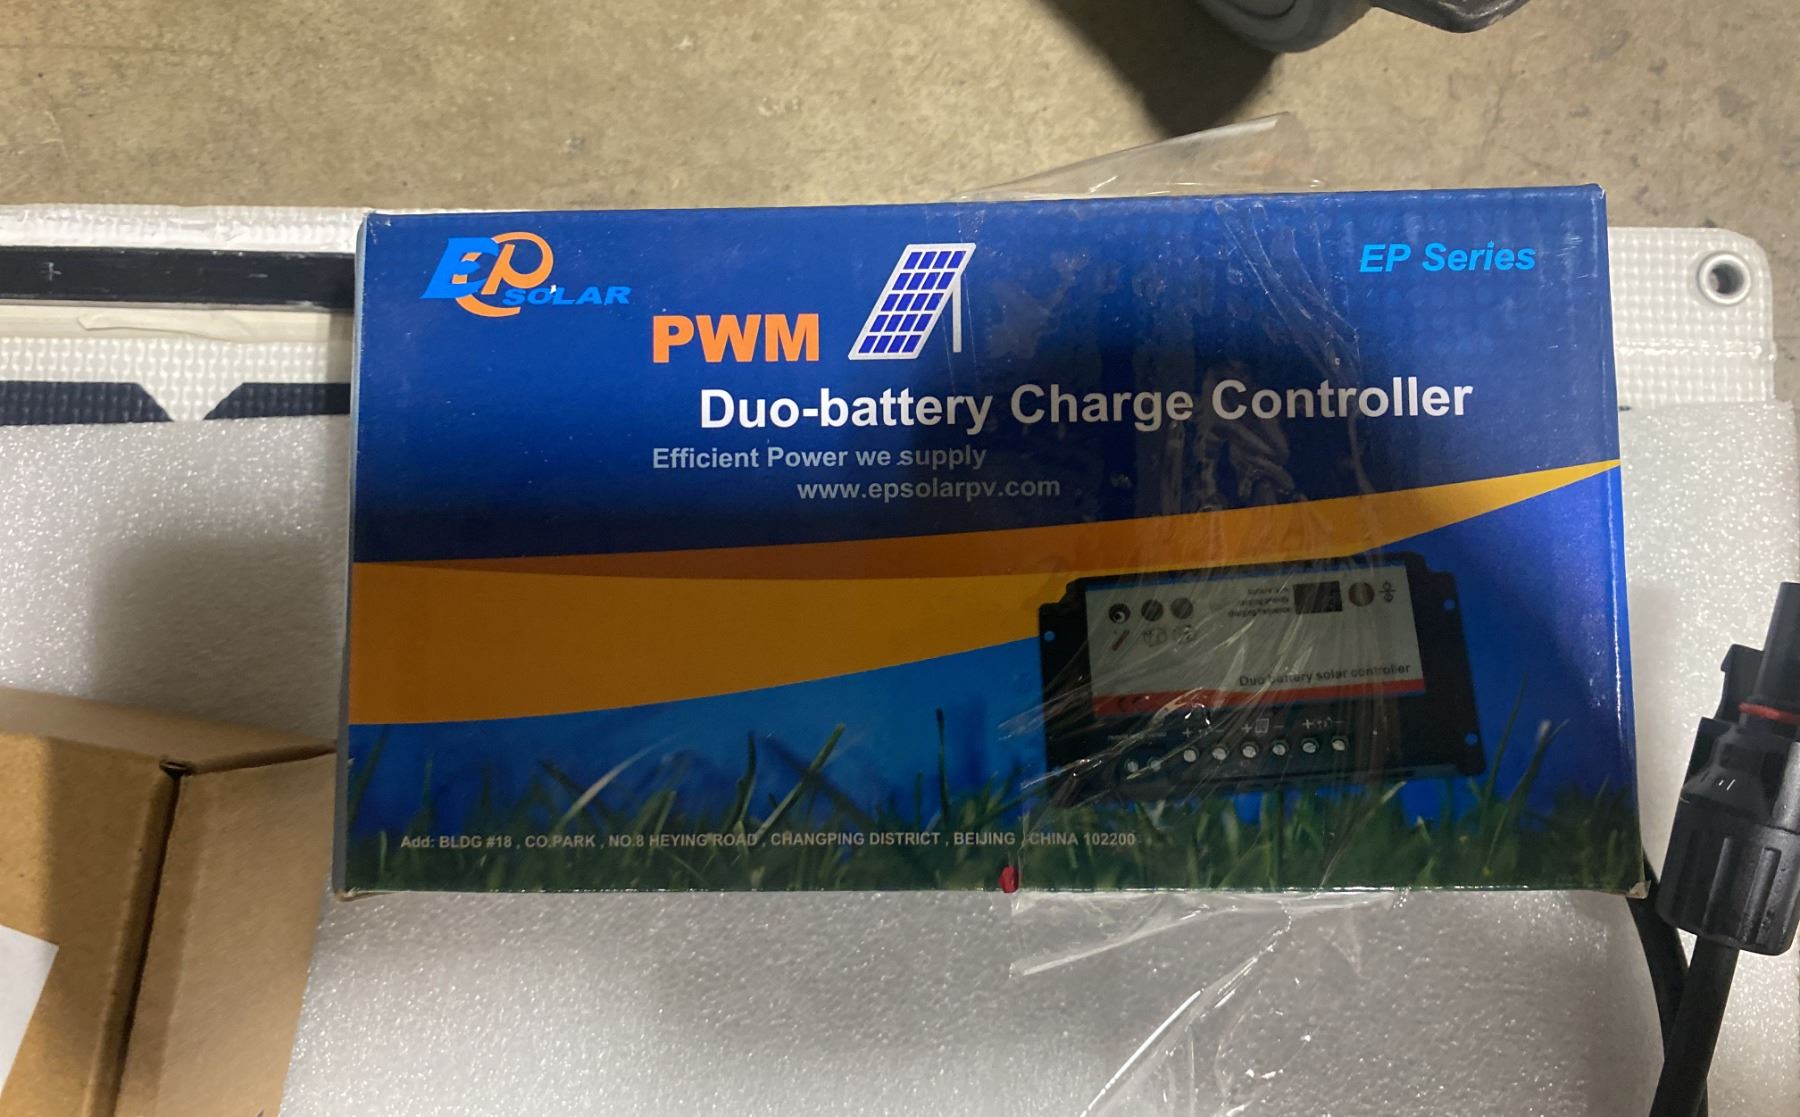 EP SOLAR
EP Series
PWM
Duo-battery Charge Controller
Efficient Power we supply
www.epsolarpv.com
Duo battery solar controller
Add: BLDG #18 , CO.PARK , NO.8 HEYING ROAD , CHANGPING DISTRICT , BEIJING , CHINA 102200